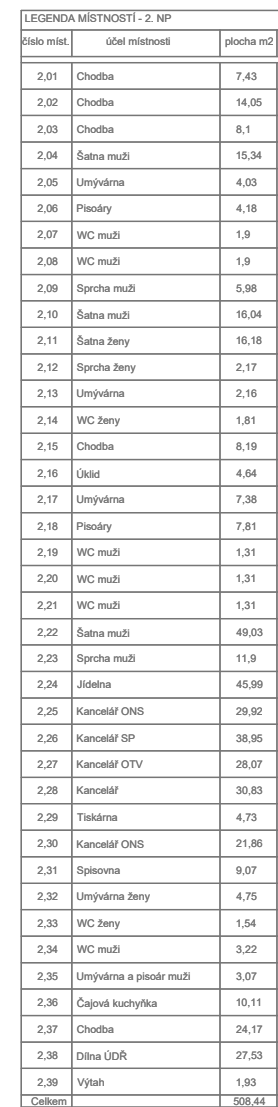 LEGENDA MÍSTNOSTÍ - 2. NP
číslo míst. účel místnosti plocha m2
2,01 Chodba 7,43
2,02 Chodba 14,05
2,03 Chodba 8,1
2,04 Šatna muži 15,34
2,05 Umývárna 4,03
2,06 Pisoáry 4,18
2,07 WC muži 1,9
2,08 WC muži 1,9
2,09 Sprcha muži 5,98
2,10 Šatna muži 16,04
2,11 Šatna ženy 16,18
2,12 Sprcha ženy 2,17
2,13 Umývárna 2,16
2,14 WC ženy 1,81
2,15 Chodba 8,19
2,16 Úklid 4,64
2,17 Umývárna 7,38
2,18 Pisoáry 7,81
2,19 WC muži 1,31
2,20 WC muži 1,31
2,21 WC muži 1,31
2,22 Šatna muži 49,03
2,23 Sprcha muži 11,9
2,24 Jídelna 45,99
2,25 Kancelář ONS 29,92
2,26 Kancelář SP 38,95
2,27 Kancelář OTV 28,07
2,28 Kancelář 30,83
2,29 Tiskárna 4,73
2,30 Kancelář ONS 21,86
2,31 Spisovna 9,07
2,32 Umývárna ženy 4,75
2,33 WC ženy 1,54
2,34 WC muži 3,22
2,35 Umývárna a pisoár muži 3,07
2,36 Čajová kuchyňka 10,11
2,37 Chodba 24,17
2,38 Dílna ÚDŘ 27,53
2,39 Výtah 1,93
Celkem 508,44